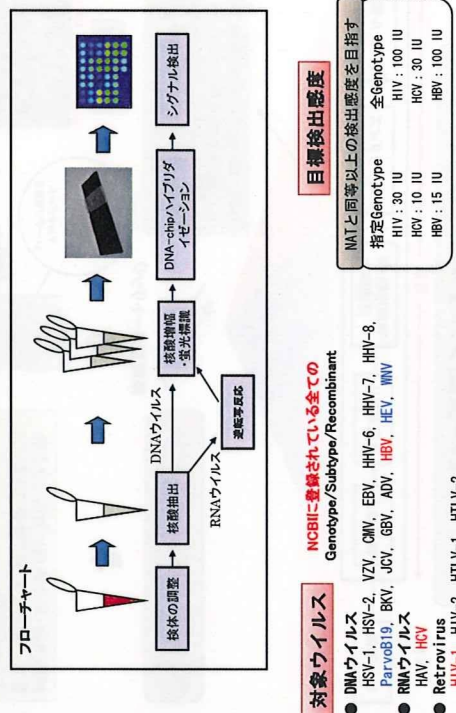 フローチャート
検体の調整
核酸抽出
DNAウイルス
RNAウイルス
逆転写反応
核酸増幅
・蛍光標識
DNA-chipハイブリダ
イゼーション
シグナル検出
対象ウイルス
NCBIに登録されている全ての
Genotype/Subtype/Recombinant
● DNAウイルス
HSV-1, HSV-2, VZV, CMV, EBV, HHV-6, HHV-7, HHV-8,
ParvoB19, BKV, JCV, GBV, ADV, HBV, HEV, WNV
● RNAウイルス
HAV, HCV
● Retrovirus
HIV-1, HIV-2, HTLV-1, HTLV-2
目標検出感度
NATと同等以上の検出感度を目指す
指定Genotype 全Genotype
HIV : 30 IU HIV : 100 IU
HCV : 10 IU HCV : 30 IU
HBV : 15 IU HBV : 100 IU